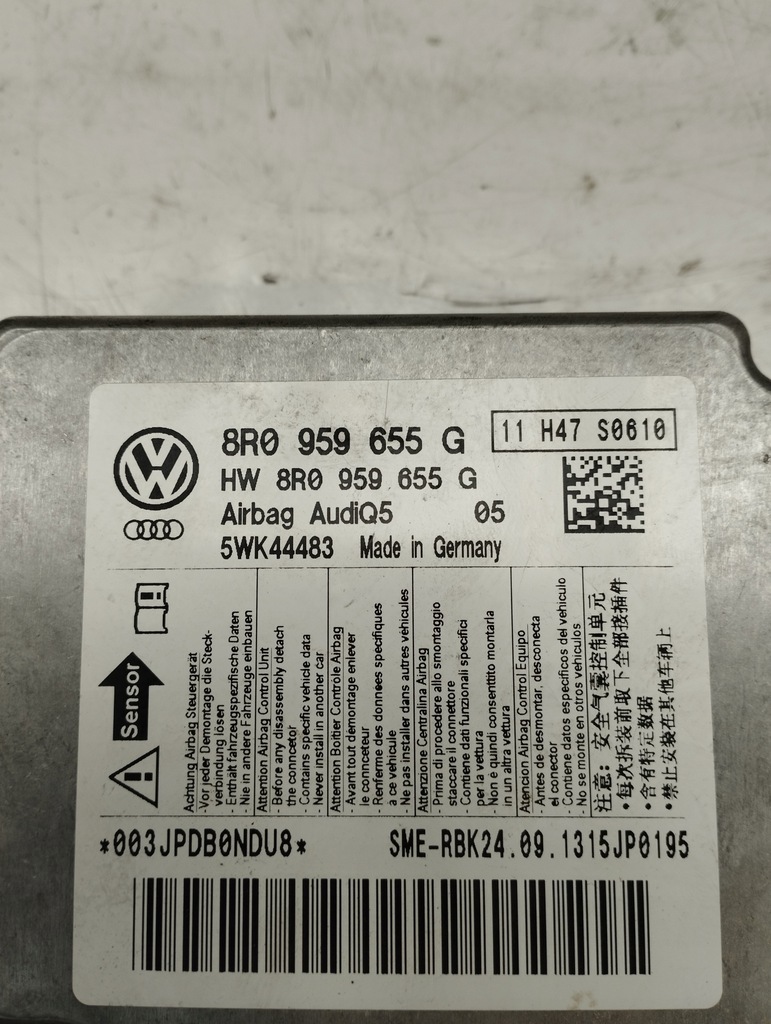 8R0 959 655 G
11 H47 S0610
HW 8R0 959 655 G
Airbag AudiQ5 05
5WK44483 Made in Germany
Sensor
Achtung Airbag Steuergerät
-Vor jeder Demontage die Steck-
verbindung lösen
- Enthält fahrzeugspezifische Daten
- Nie in andere Fahrzeuge einbauen
Attention Airbag Control Unit
- Before any disassembly detach
the conncetor
- Contains specific vehicle data
- Never install in another car
Attention Boitier Controle Airbag
- Avant tout demontage enlever
le connceteur
- Renferme des donnees specifiques
à ce vehicule
- Ne pas installer dans autres véhicules
Attenzione Centralina Airbag
- Prima di procedere allo smontaggio
staccare il connettore
- Contiene dati funzionali specifici
per la vettura
- Non è quindi consenttito montarla
in un altra vettura
Atencion Airbag Control Equipo
- Antes de desmontar, desconecta
el conector
- Contiene datos especificos del vehiculo
- No se monte en otros vehiculos
注意：安全气囊控制单元
•每次拆装前取下全部接插件
•含有特定数据
•禁止安装在其他车辆上
*003JPDB0NDU8*
SME-RBK24.09.1315JP0195